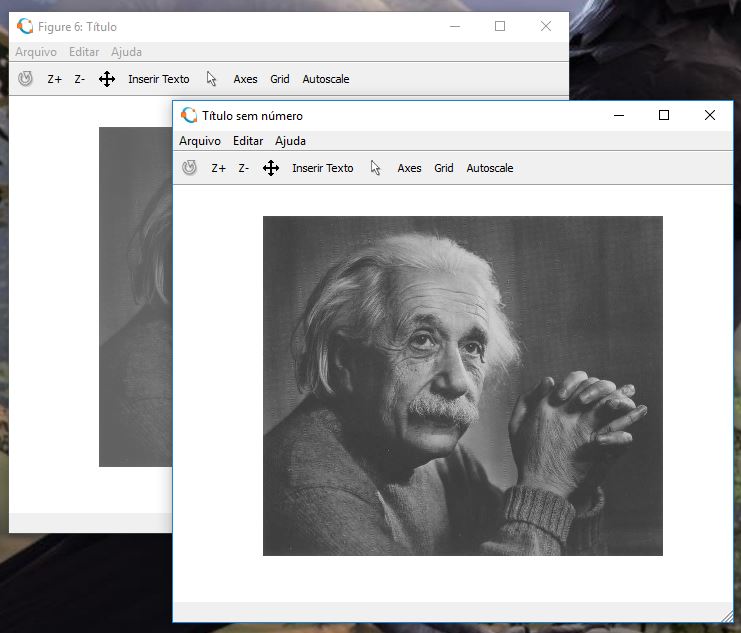 Figure 6: Título
Arquivo Editar Ajuda
Z+ Z- Inserir Texto Axes Grid Autoscale
Título sem número
Arquivo Editar Ajuda
Z+ Z- Inserir Texto Axes Grid Autoscale